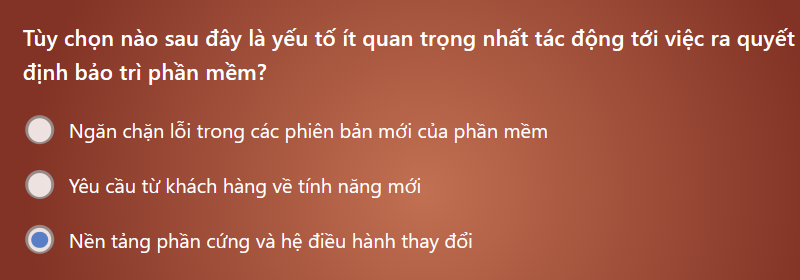 Tùy chọn nào sau đây là yếu tố ít quan trọng nhất tác động tới việc ra quyết
định bảo trì phần mềm?
Ngăn chặn lỗi trong các phiên bản mới của phần mềm
Yêu cầu từ khách hàng về tính năng mới
Nền tảng phần cứng và hệ điều hành thay đổi